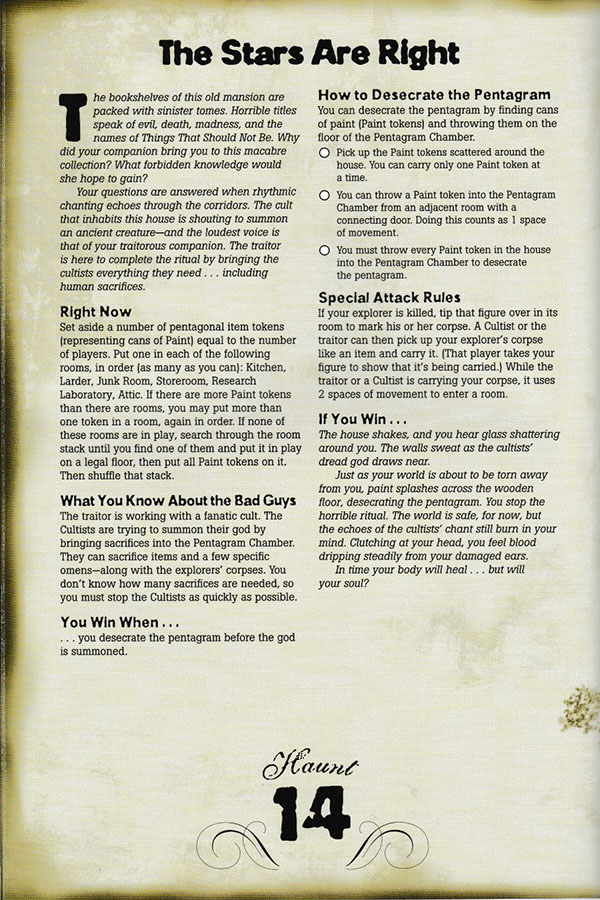 The Stars Are Right
The bookshelves of this old mansion are
packed with sinister tomes. Horrible titles
speak of evil, death, madness, and the
names of Things That Should Not Be. Why
did your companion bring you to this macabre
collection? What forbidden knowledge would
she hope to gain?
Your questions are answered when rhythmic
chanting echoes through the corridors. The cult
that inhabits this house is shouting to summon
an ancient creature—and the loudest voice is
that of your traitorous companion. The traitor
is here to complete the ritual by bringing the
cultists everything they need . . . including
human sacrifices.
Right Now
Set aside a number of pentagonal item tokens
(representing cans of Paint) equal to the number
of players. Put one in each of the following
rooms, in order (as many as you can): Kitchen,
Larder, Junk Room, Storeroom, Research
Laboratory, Attic. If there are more Paint tokens
than there are rooms, you may put more than
one token in a room, again in order. If none of
these rooms are in play, search through the room
stack until you find one of them and put it in play
on a legal floor, then put all Paint tokens on it.
Then shuffle that stack.
What You Know About the Bad Guys
The traitor is working with a fanatic cult. The
Cultists are trying to summon their god by
bringing sacrifices into the Pentagram Chamber.
They can sacrifice items and a few specific
omens—along with the explorers' corpses. You
don't know how many sacrifices are needed, so
you must stop the Cultists as quickly as possible.
You Win When . . .
. . . you desecrate the pentagram before the god
is summoned.
How to Desecrate the Pentagram
You can desecrate the pentagram by finding cans
of paint (Paint tokens) and throwing them on the
floor of the Pentagram Chamber.
Pick up the Paint tokens scattered around the
house. You can carry only one Paint token at
a time.
You can throw a Paint token into the Pentagram
Chamber from an adjacent room with a
connecting door. Doing this counts as 1 space
of movement.
You must throw every Paint token in the house
into the Pentagram Chamber to desecrate
the pentagram.
Special Attack Rules
If your explorer is killed, tip that figure over in its
room to mark his or her corpse. A Cultist or the
traitor can then pick up your explorer's corpse
like an item and carry it. (That player takes your
figure to show that it's being carried.) While the
traitor or a Cultist is carrying your corpse, it uses
2 spaces of movement to enter a room.
If You Win . . .
The house shakes, and you hear glass shattering
around you. The walls sweat as the cultists'
dread god draws near.
Just as your world is about to be torn away
from you, paint splashes across the wooden
floor, desecrating the pentagram. You stop the
horrible ritual. The world is safe, for now, but
the echoes of the cultists' chant still burn in your
mind. Clutching at your head, you feel blood
dripping steadily from your damaged ears.
In time your body will heal . . . but will
your soul?
Haunt
14